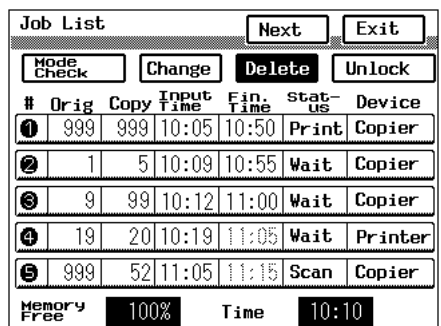 Job List Next Exit
Mode Check Change Delete Unlock
# Orig Copy Input Time Fin. Time Stat-us Device
1 999 999 10:05 10:50 Print Copier
2 1 5 10:09 10:55 Wait Copier
3 9 99 10:12 11:00 Wait Copier
4 19 20 10:19 11:05 Wait Printer
5 999 52 11:05 11:15 Scan Copier
Memory Free 100% Time 10:10